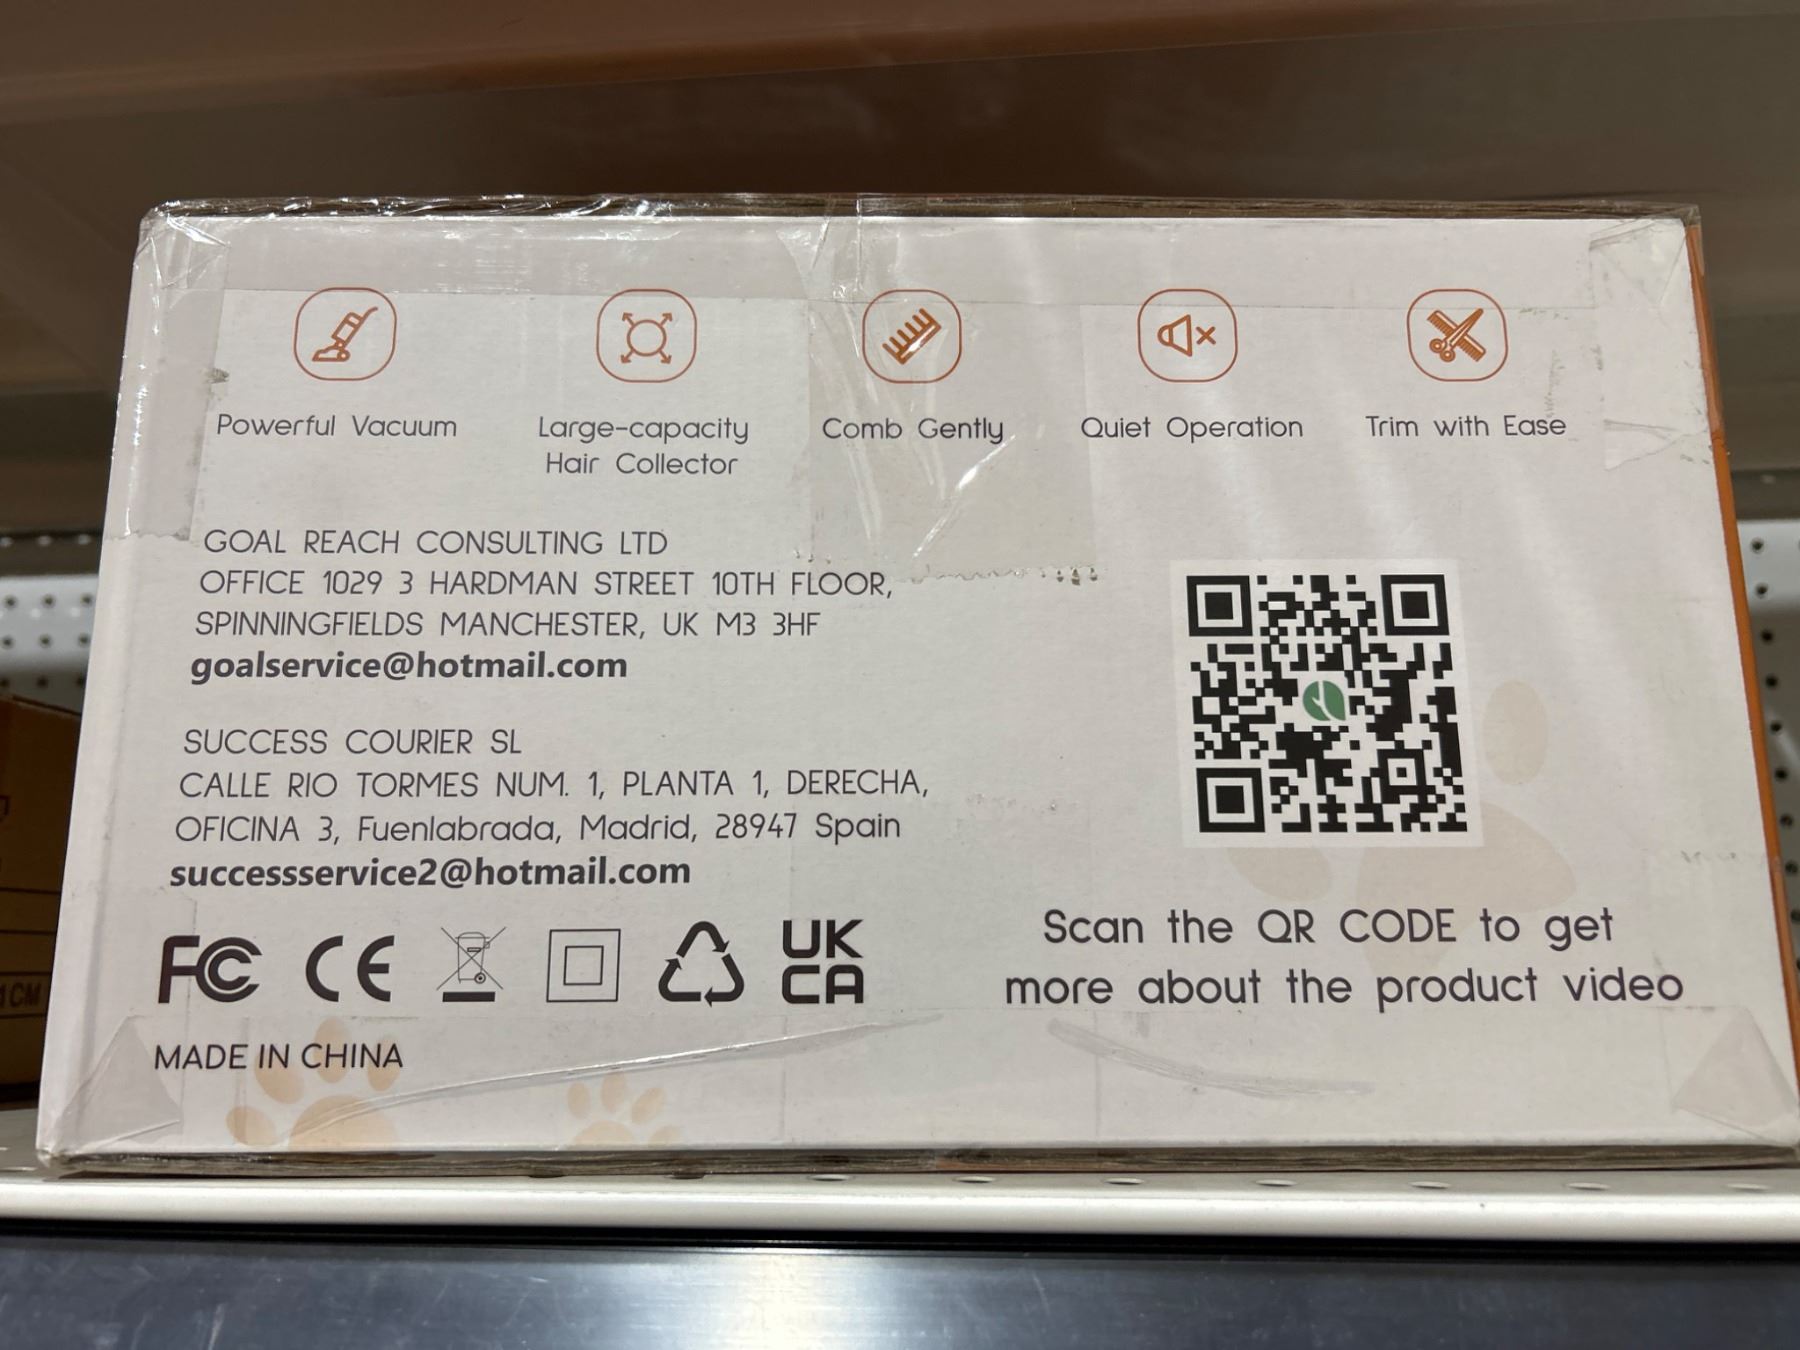 Powerful Vacuum
Large-capacity
Hair Collector
Comb Gently
Quiet Operation
Trim with Ease
GOAL REACH CONSULTING LTD
OFFICE 1029 3 HARDMAN STREET 10TH FLOOR,
SPINNINGFIELDS MANCHESTER, UK M3 3HF
goalservice@hotmail.com
SUCCESS COURIER SL
CALLE RIO TORMES NUM. 1, PLANTA 1, DERECHA,
OFICINA 3, Fuenlabrada, Madrid, 28947 Spain
successservice2@hotmail.com
FC CE UK
CA
MADE IN CHINA
Scan the QR CODE to get
more about the product video
1CM